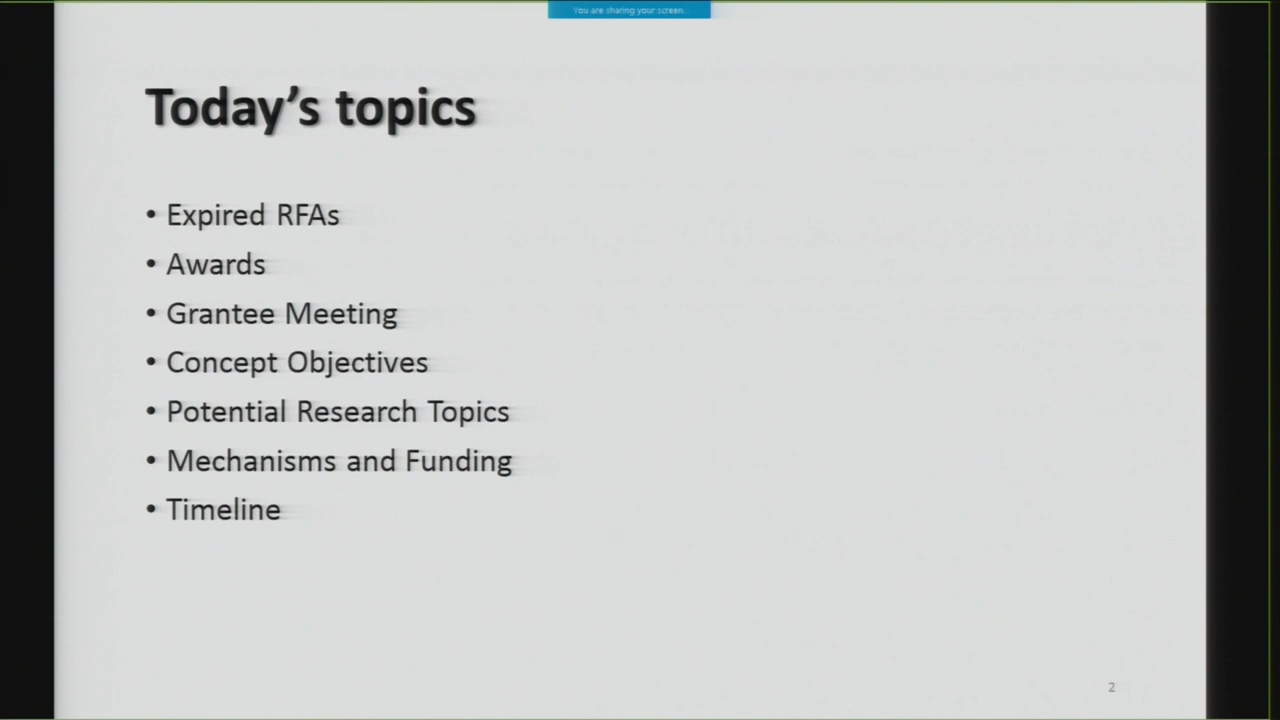 You are sharing your screen.
Today's topics
• Expired RFAs
• Awards
• Grantee Meeting
• Concept Objectives
• Potential Research Topics
• Mechanisms and Funding
• Timeline
2